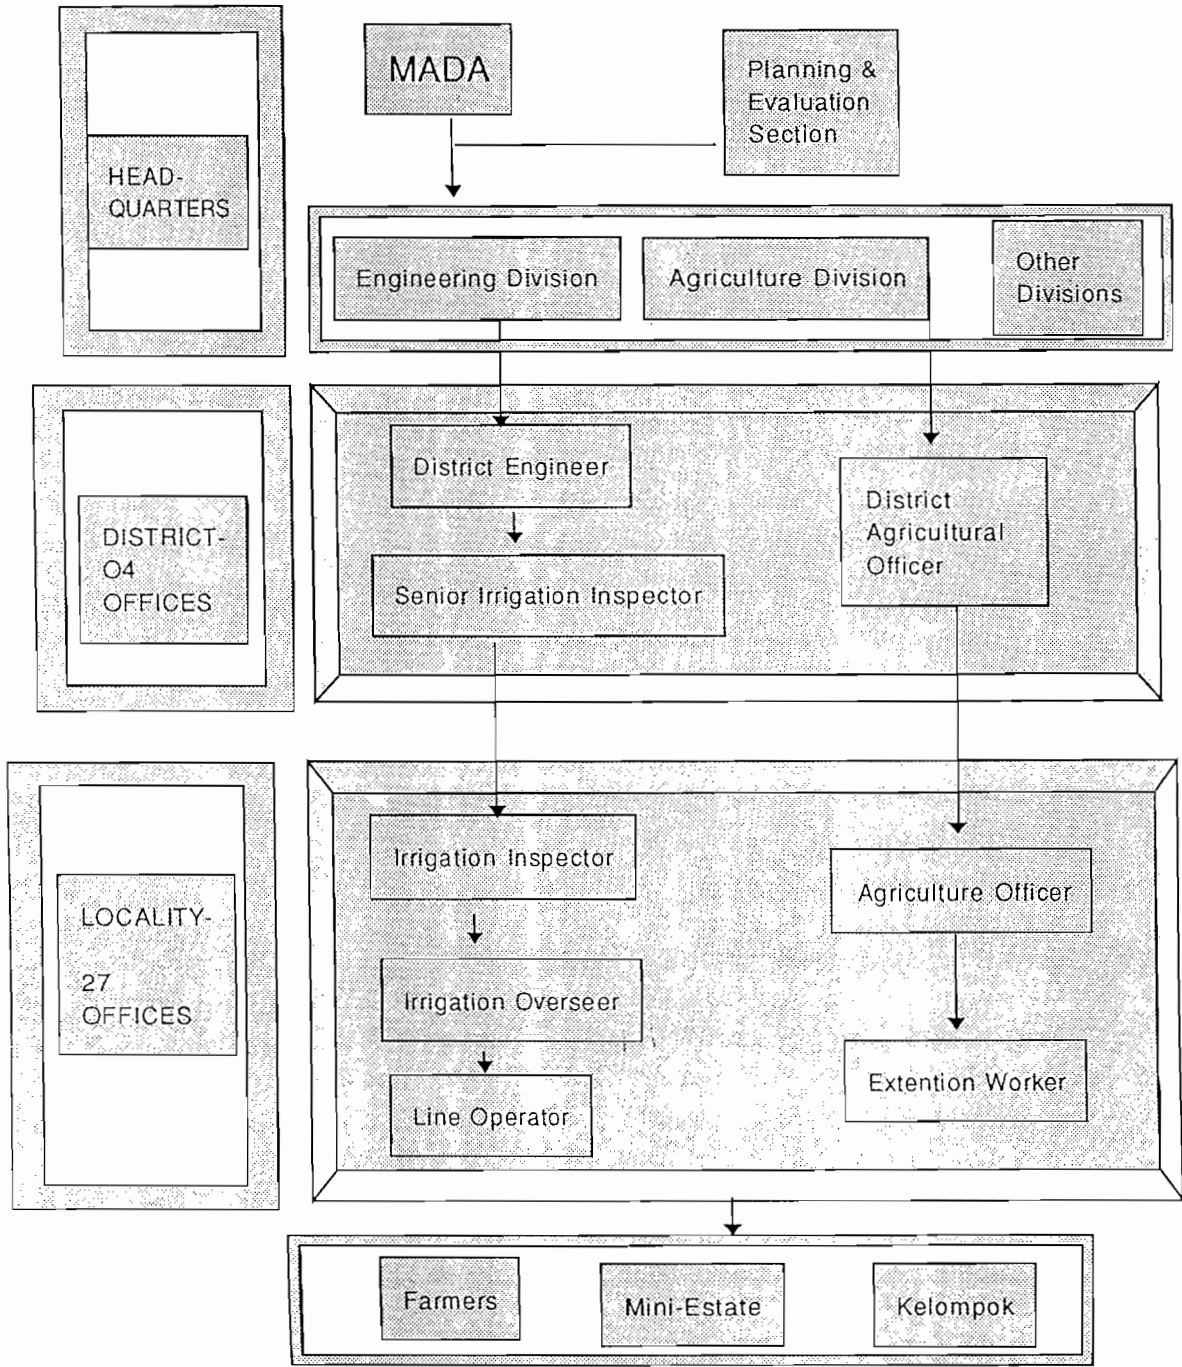 MADA
Planning &
Evaluation
Section
HEAD-
QUARTERS
Engineering Division
Agriculture Division
Other
Divisions
DISTRICT-
04
OFFICES
District Engineer
Senior Irrigation Inspector
District
Agricultural
Officer
LOCALITY-
27
OFFICES
Irrigation Inspector
Irrigation Overseer
Line Operator
Agriculture Officer
Extention Worker
Farmers
Mini-Estate
Kelompok